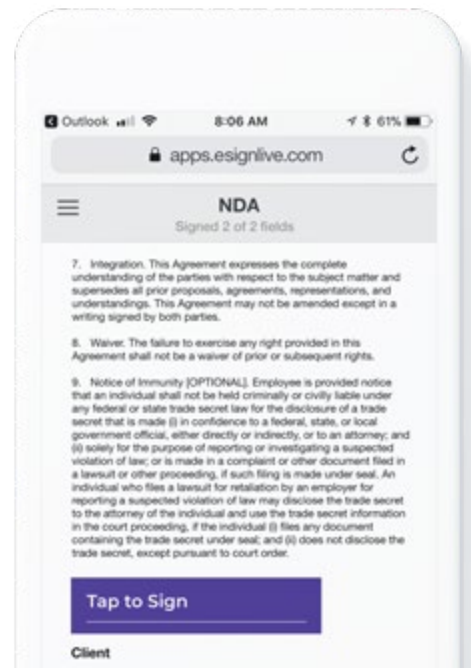 Outlook 8:06 AM 61%
apps.esignlive.com
NDA
Signed 2 of 2 fields
7. Integration. This Agreement expresses the complete
understanding of the parties with respect to the subject matter and
supersedes all prior proposals, agreements, representations, and
understandings. This Agreement may not be amended except in a
writing signed by both parties.
8. Waiver. The failure to exercise any right provided in this
Agreement shall not be a waiver of prior or subsequent rights.
9. Notice of Immunity [OPTIONAL]. Employee is provided notice
that an individual shall not be held criminally or civilly liable under
any federal or state trade secret law for the disclosure of a trade
secret that is made (i) in confidence to a federal, state, or local
government official, either directly or indirectly, or to an attorney; and
(ii) solely for the purpose of reporting or investigating a suspected
violation of law; or is made in a complaint or other document filed in
a lawsuit or other proceeding, if such filing is made under seal. An
individual who files a lawsuit for retaliation by an employer for
reporting a suspected violation of law may disclose the trade secret
to the attorney of the individual and use the trade secret information
in the court proceeding, if the individual (i) files any document
containing the trade secret under seal; and (ii) does not disclose the
trade secret, except pursuant to court order.
Tap to Sign
Client